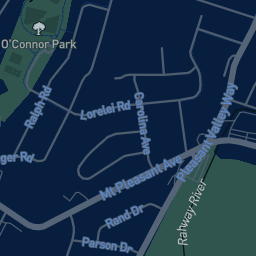 O'Connor Park
Ralph Rd
Lorelei Rd
Carolina Ave
Pleasant Valley Way
ger Rd
Mt Pleasant Ave
Rand Dr
Rahway River
Parson Dr